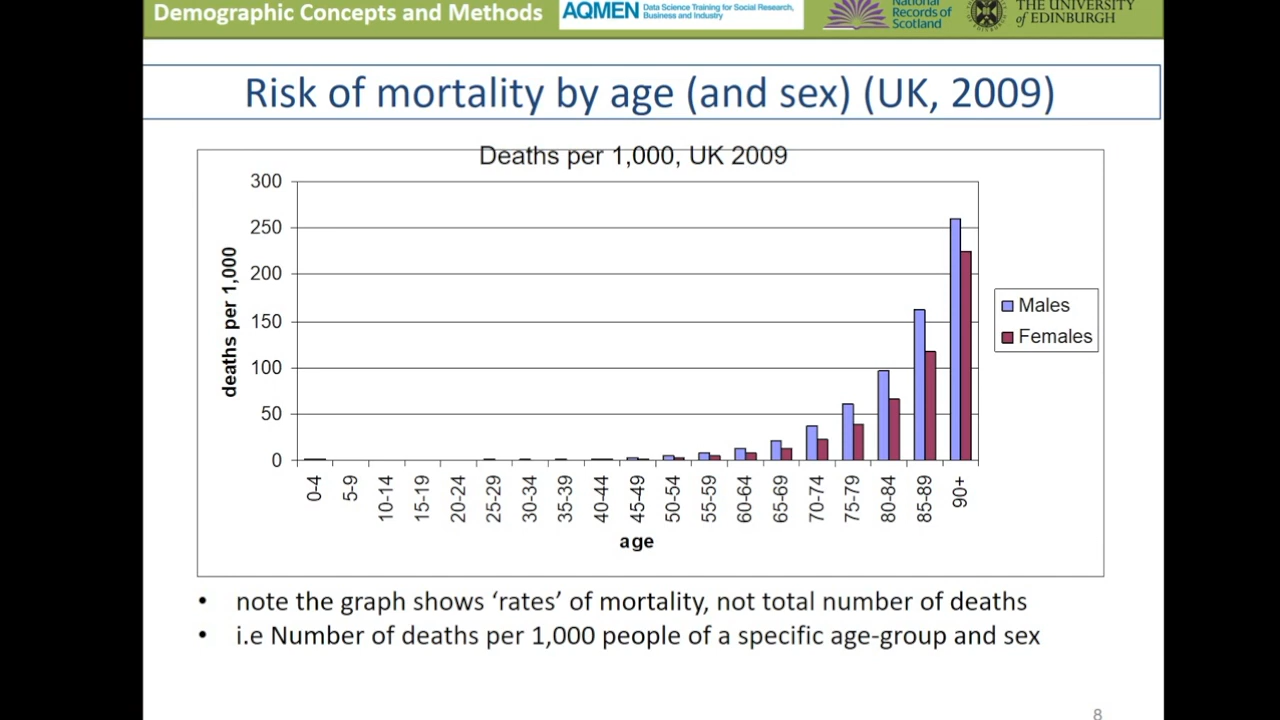 Demographic Concepts and Methods
AQMEN
Data Science Training for Social Research,
Business and Industry
National
Records of
Scotland
THE UNIVERSITY
of EDINBURGH
Risk of mortality by age (and sex) (UK, 2009)
Deaths per 1,000, UK 2009
300
250
200
150
100
50
0
deaths per 1,000
Males
Females
0-4
5-9
10-14
15-19
20-24
25-29
30-34
35-39
40-44
45-49
50-54
55-59
60-64
65-69
70-74
75-79
80-84
85-89
90+
age
• note the graph shows ‘rates’ of mortality, not total number of deaths
• i.e Number of deaths per 1,000 people of a specific age-group and sex
8